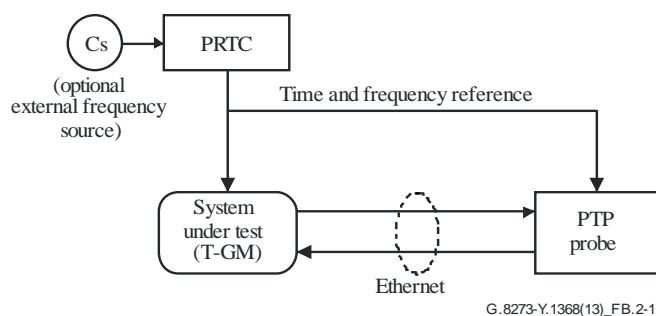 Cs
PRTC
(optional
external frequency
source)
Time and frequency reference
System
under test
(T-GM)
PTP
probe
Ethernet
G.8273-Y.1368(13)_FB.2-1